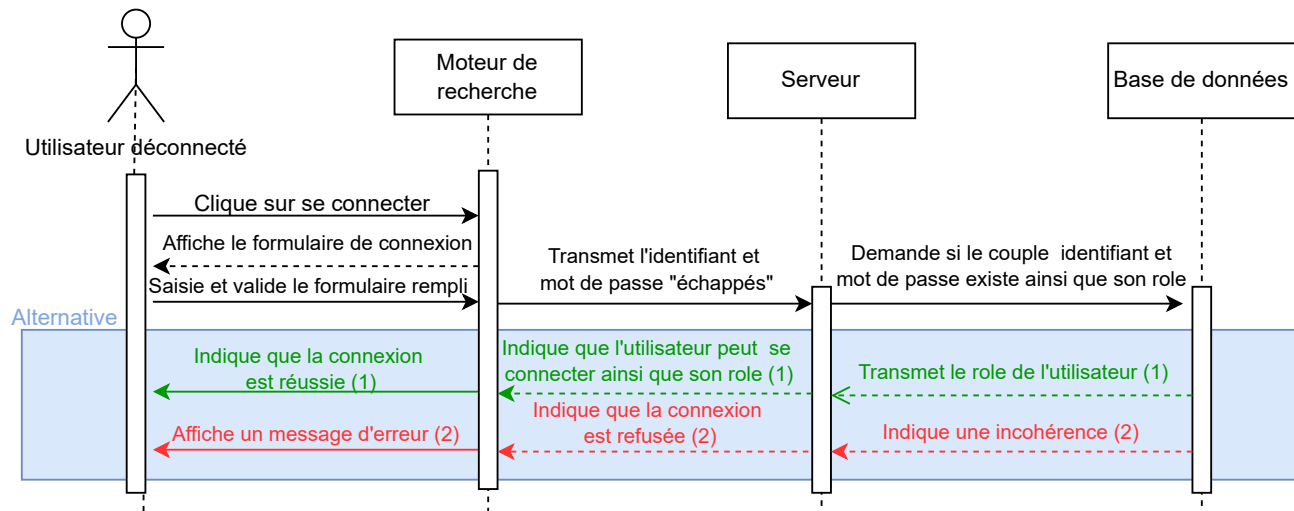 Moteur de
recherche
Serveur
Base de données
Utilisateur déconnecté
Clique sur se connecter
Affiche le formulaire de connexion
Saisie et valide le formulaire rempli
Transmet l'identifiant et
mot de passe "échappés"
Demande si le couple identifiant et
mot de passe existe ainsi que son role
Alternative
Indique que la connexion
est réussie (1)
Indique que l'utilisateur peut se
connecter ainsi que son role (1)
Transmet le role de l'utilisateur (1)
Affiche un message d'erreur (2)
Indique que la connexion
est refusée (2)
Indique une incohérence (2)